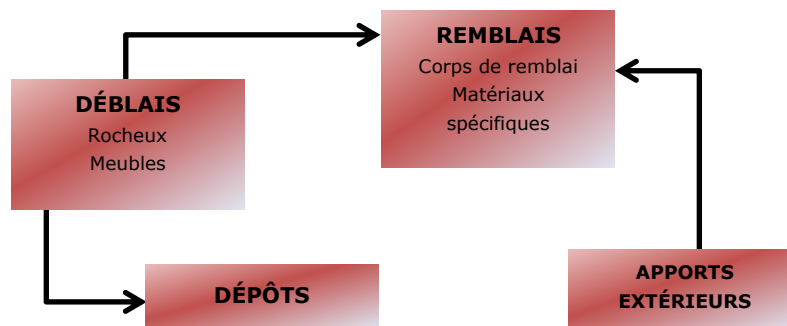 DÉBLAIS
Rocheux
Meubles
REMBLAIS
Corps de remblai
Matériaux
spécifiques
DÉPÔTS
APPORTS
EXTÉRIEURS